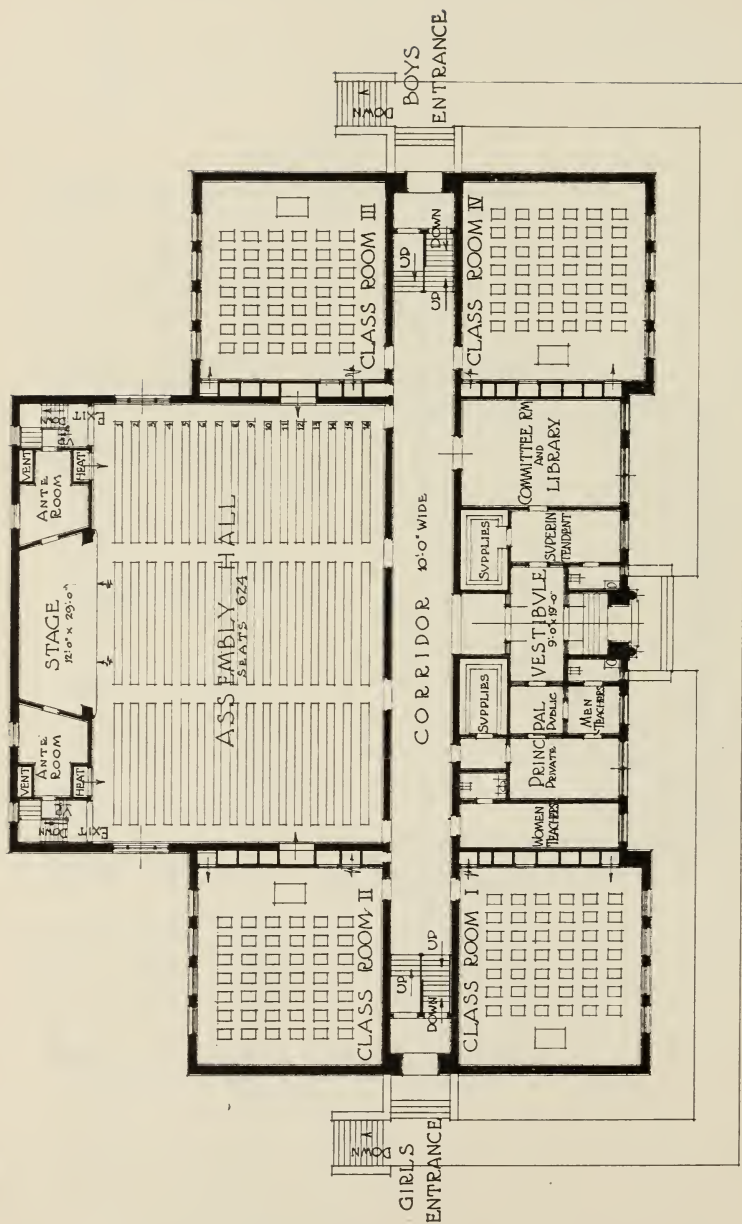 EXIT
DOWN
VENT
ANTE
ROOM
HEAT
STAGE
12'-0" x 29'-0"
VENT
ANTE
ROOM
HEAT
EXIT
1
2
3
4
5
6
7
8
9
10
11
12
13
14
15
16
ASSEMBLY HALL
SEATS 624
CLASS ROOM II
CLASS ROOM III
GIRLS
ENTRANCE
DOWN
UP
DOWN
UP
CORRIDOR 10'-0" WIDE
UP
UP
DOWN
BOYS
ENTRANCE
DOWN
CLASS ROOM I
WOMEN
TEACHERS
PRINCIPAL
PRIVATE
PUBLIC
MEN
TEACHERS
SUPPLIES
VESTIBVLE
9'-0" x 19'-0"
SUPPLIES
SUPERIN
TENDENT
COMMITTEE RM
AND
LIBRARY
CLASS ROOM IV